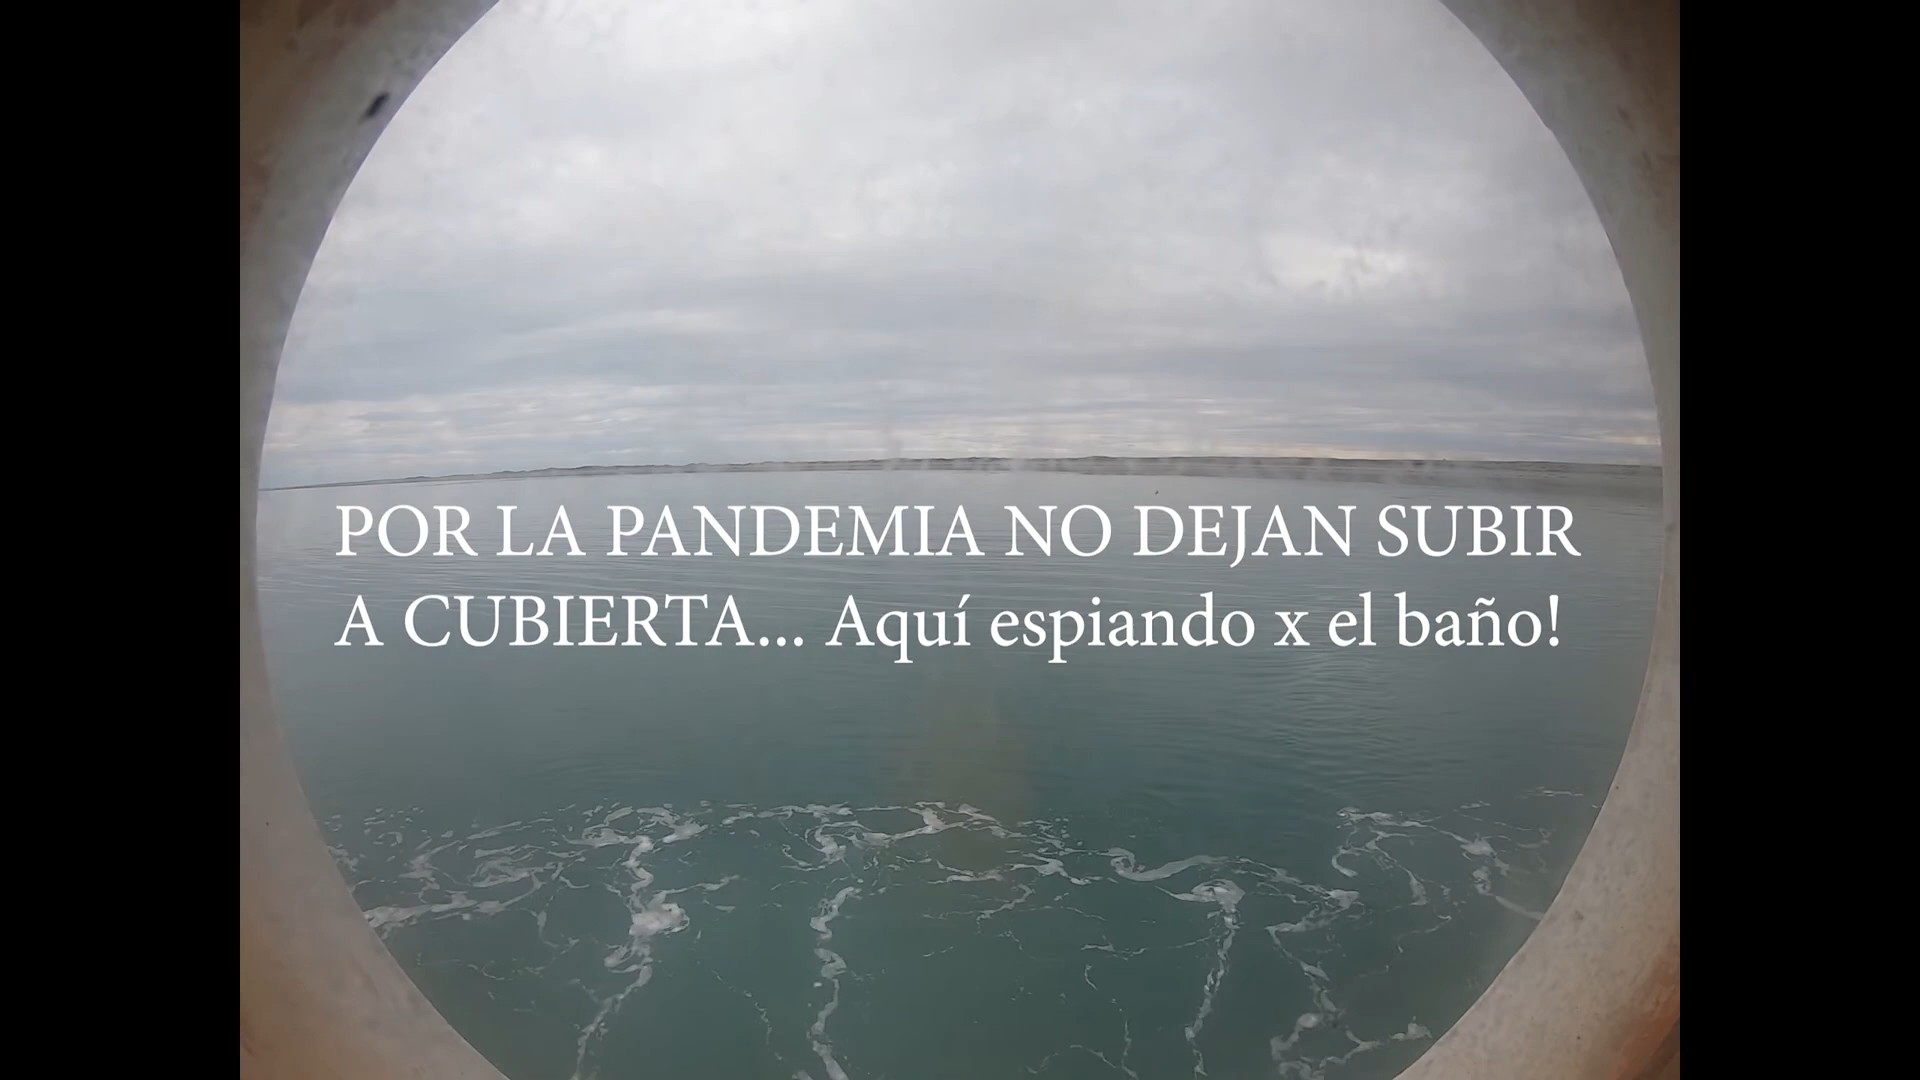 POR LA PANDEMIA NO DEJAN SUBIR
A CUBIERTA... Aquí espiando x el baño!